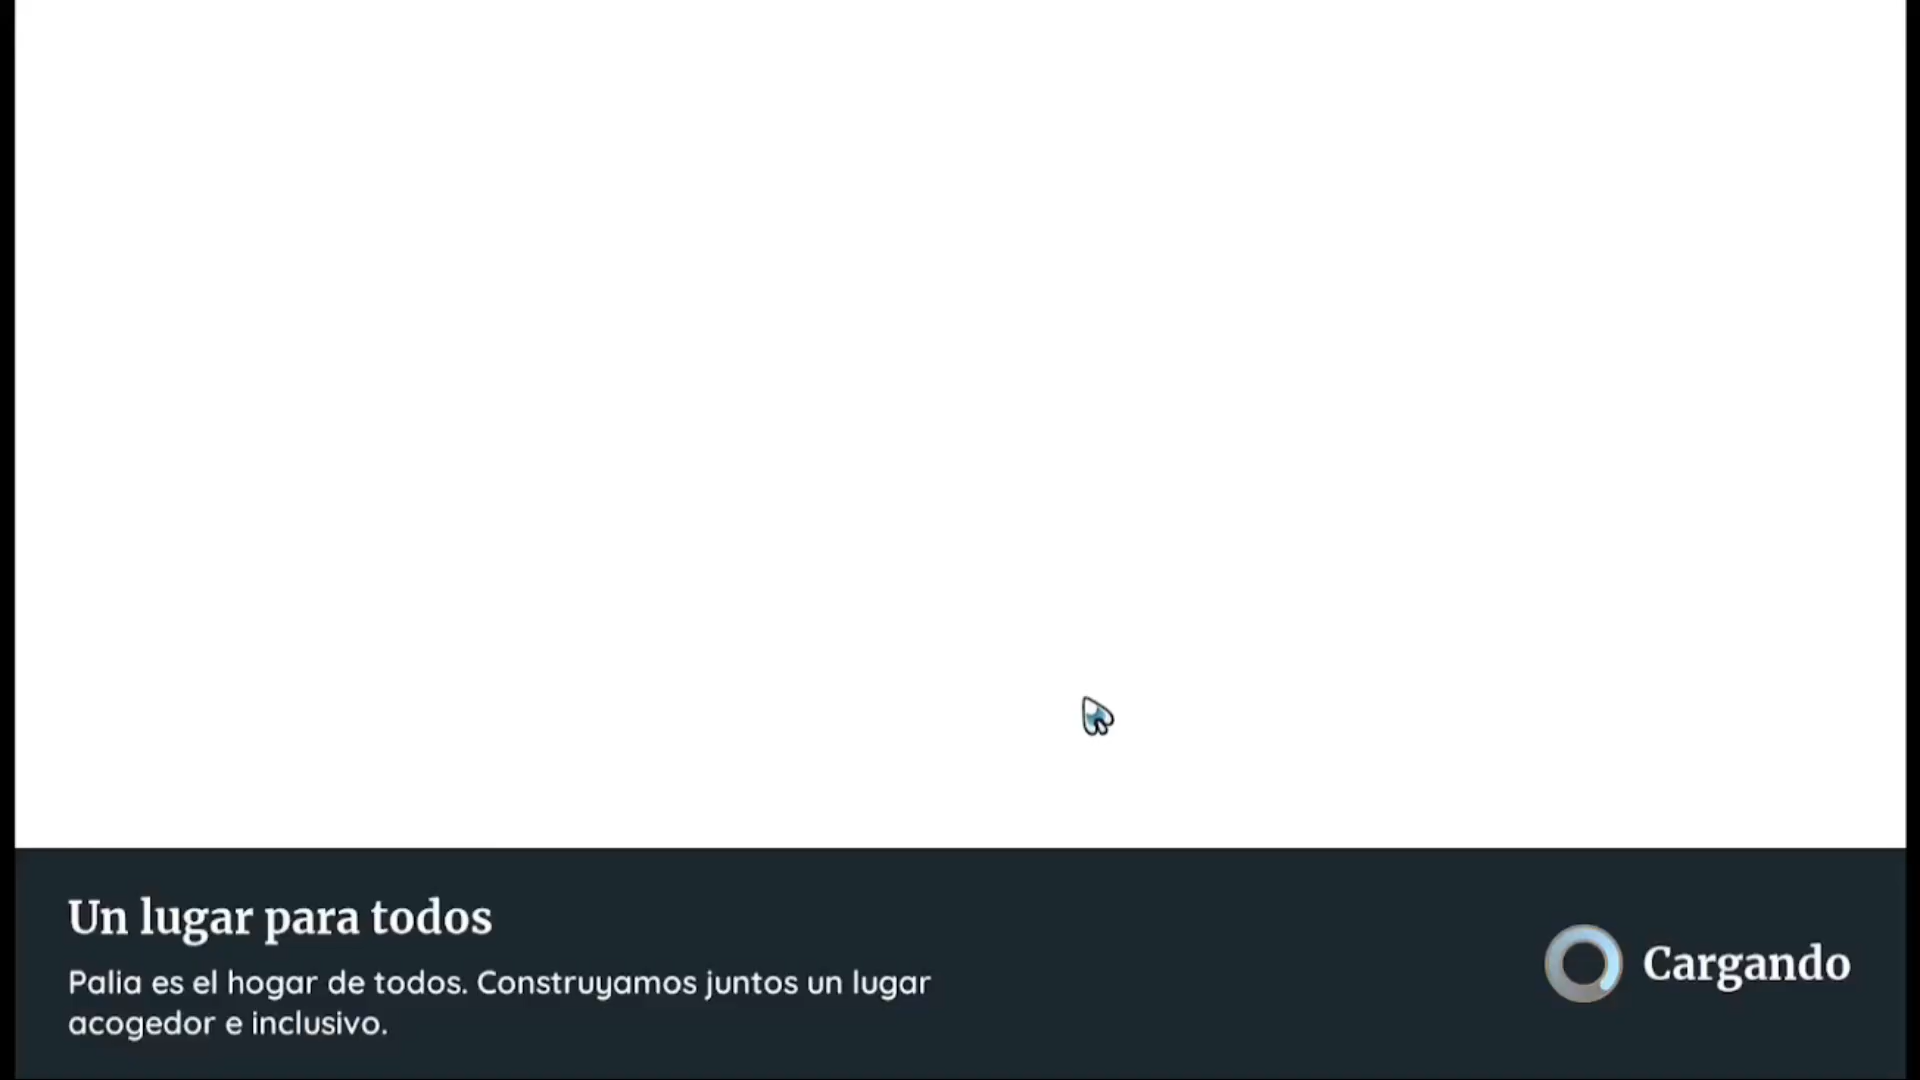 Un lugar para todos
Palia es el hogar de todos. Construyamos juntos un lugar
acogedor e inclusivo.
Cargando